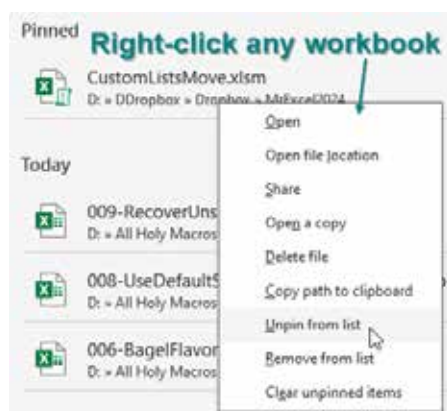 Pinned
Right-click any workbook
CustomListsMove.xlsm
D: » DDropbox » Dropbox » MrExcel2024
Open
Open file location
Today
Share
009-RecoverUns
Open a copy
D: » All Holy Macros
Delete file
008-UseDefaultS
Copy path to clipboard
D: » All Holy Macros
Unpin from list
006-BagelFlavor
Remove from list
D: » All Holy Macros
Clear unpinned items